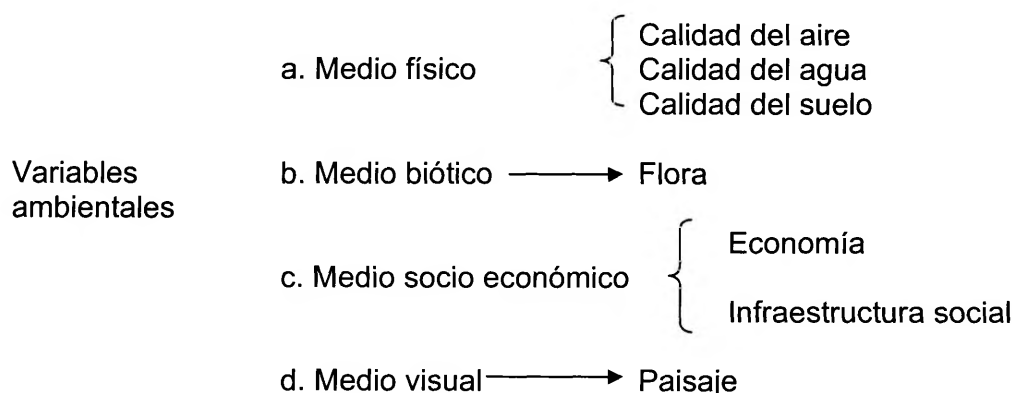 Calidad del aire
a. Medio físico
Calidad del agua
Calidad del suelo
Variables
ambientales
b. Medio biótico
Flora
Economía
c. Medio socio económico
Infraestructura social
d. Medio visual
Paisaje